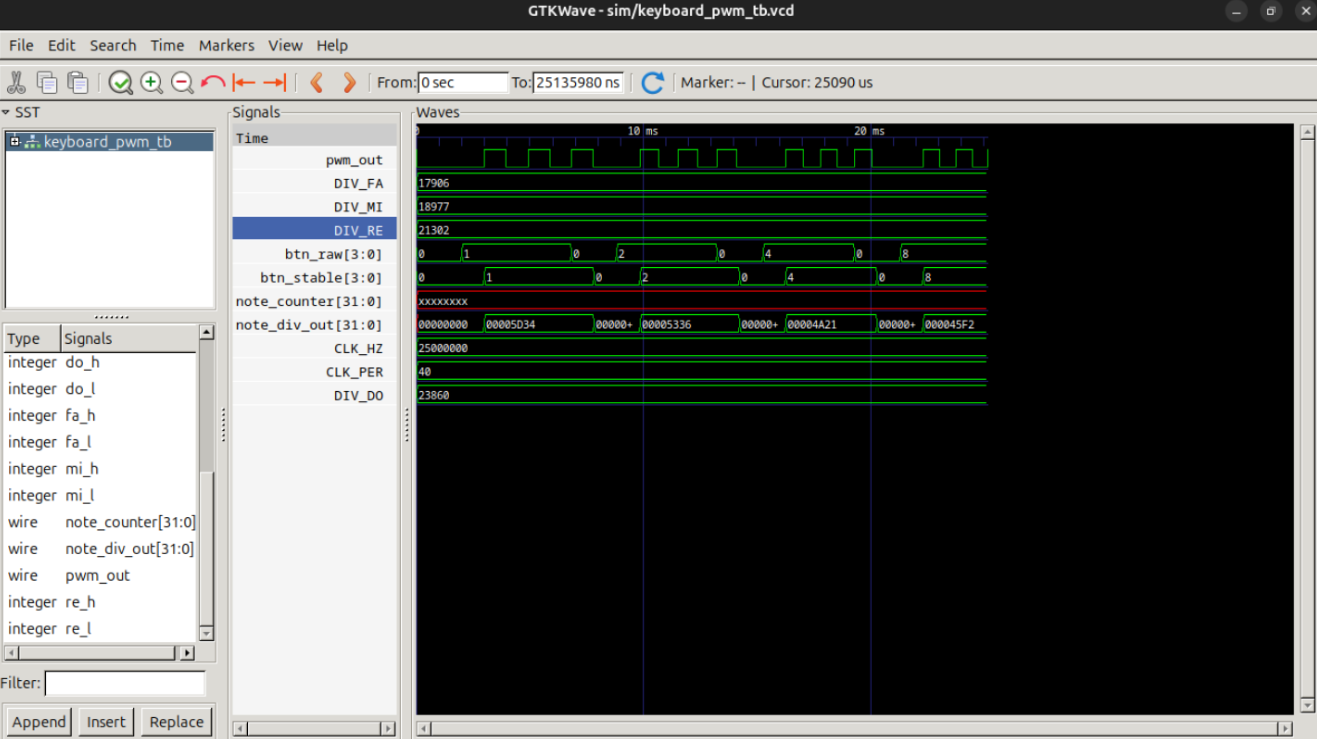 GTKWave - sim/keyboard_pwm_tb.vcd
File Edit Search Time Markers View Help
From: 0 sec To: 25135980 ns Marker: -- | Cursor: 25090 us
SST
keyboard_pwm_tb
Type Signals
integer do_h
integer do_l
integer fa_h
integer fa_l
integer mi_h
integer mi_l
wire note_counter[31:0]
wire note_div_out[31:0]
wire pwm_out
integer re_h
integer re_l
Filter:
Append Insert Replace
Signals
Time
pwm_out
DIV_FA
DIV_MI
DIV_RE
btn_raw[3:0]
btn_stable[3:0]
note_counter[31:0]
note_div_out[31:0]
CLK_HZ
CLK_PER
DIV_DO
Waves
0 10 ms 20 ms
17906
18977
21302
0 1 0 2 0 4 0 8
0 1 0 2 0 4 0 8
xxxxxxxx
00000000 00005D34 00000+ 00005336 00000+ 00004A21 00000+ 000045F2
25000000
40
23860